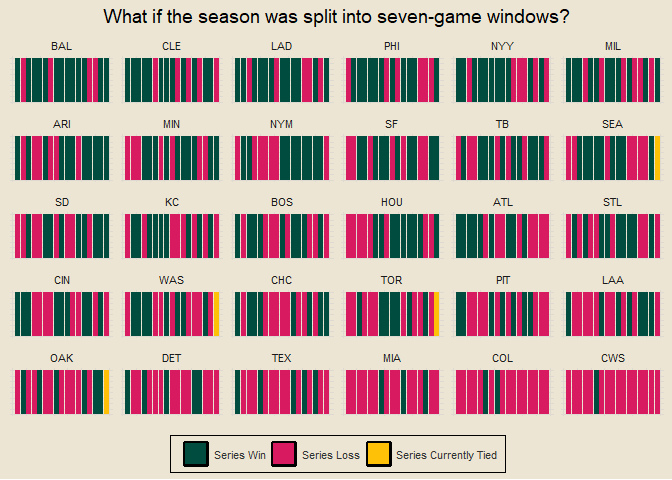 What if the season was split into seven-game windows?
BAL CLE LAD PHI NYY MIL
ARI MIN NYM SF TB SEA
SD KC BOS HOU ATL STL
CIN WAS CHC TOR PIT LAA
OAK DET TEX MIA COL CWS
Series Win Series Loss Series Currently Tied